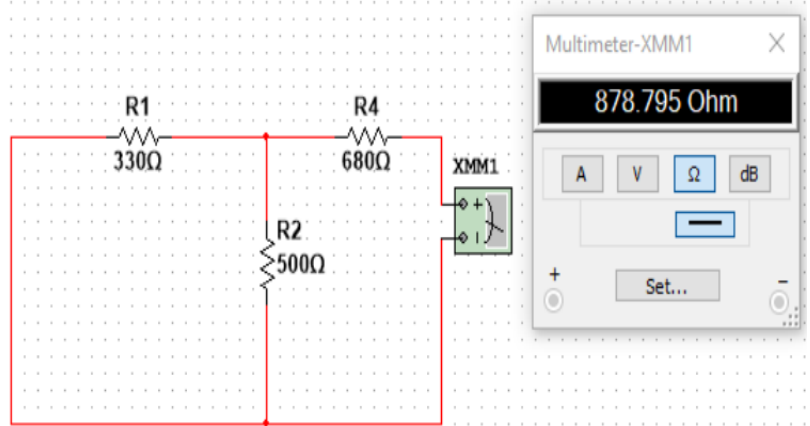 Multimeter-XMM1
878.795 Ohm
A V Ω dB
Set...
+ -
R1
330Ω
R4
680Ω
XMM1
+
R2
500Ω